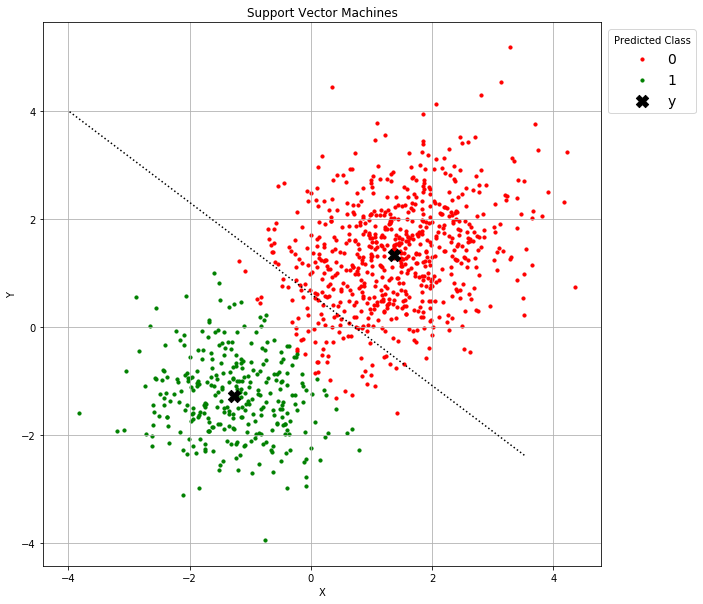 Support Vector Machines
Predicted Class
0
1
y
4
2
0
−2
−4
Y
−4
−2
0
2
4
X